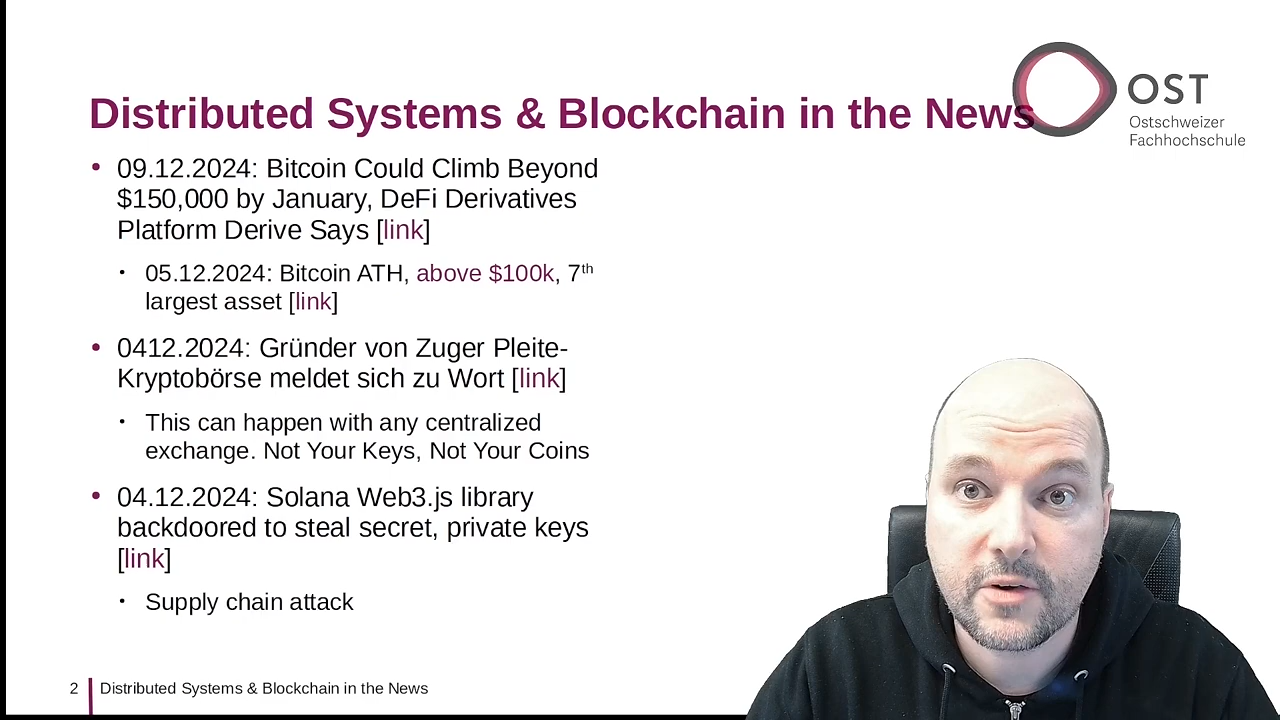 Distributed Systems & Blockchain in the News
OST
Ostschweizer
Fachhochschule
• 09.12.2024: Bitcoin Could Climb Beyond
$150,000 by January, DeFi Derivatives
Platform Derive Says [link]
• 05.12.2024: Bitcoin ATH, above $100k, 7th
largest asset [link]
• 0412.2024: Gründer von Zuger Pleite-
Kryptobörse meldet sich zu Wort [link]
• This can happen with any centralized
exchange. Not Your Keys, Not Your Coins
• 04.12.2024: Solana Web3.js library
backdoored to steal secret, private keys
[link]
• Supply chain attack
2 Distributed Systems & Blockchain in the News